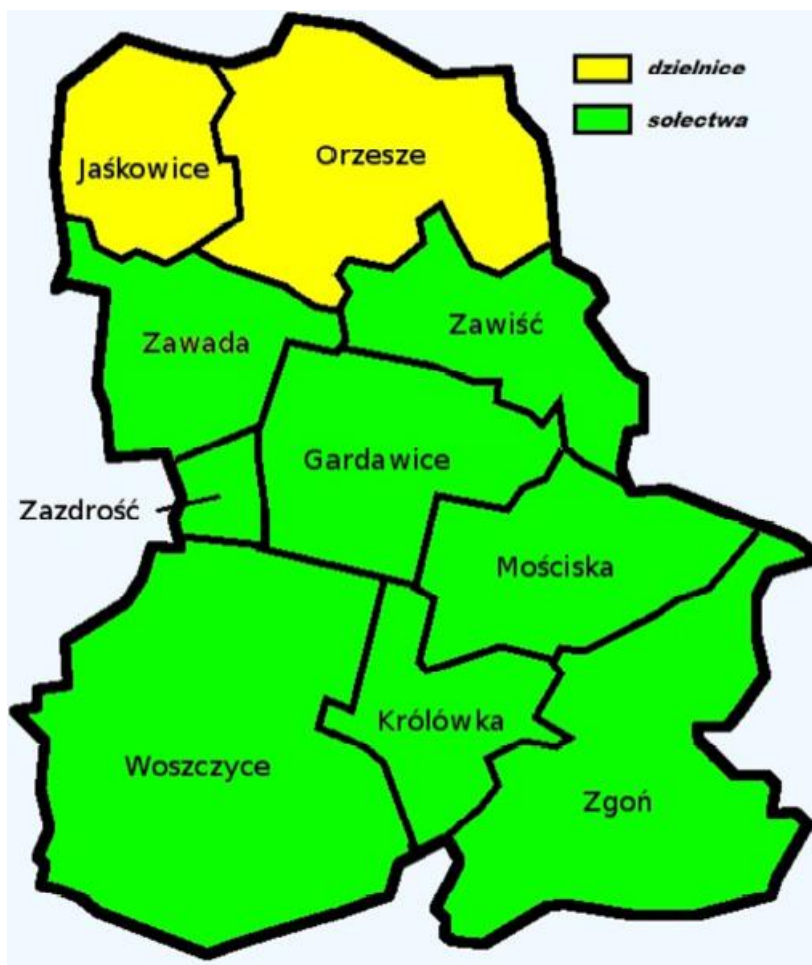 dzielnice
sołectwa
Orzesze
Jaśkowice
Zawiść
Zawada
Gardawice
Zazdrość
Mościska
Królówka
Woszczyce
Zgoń